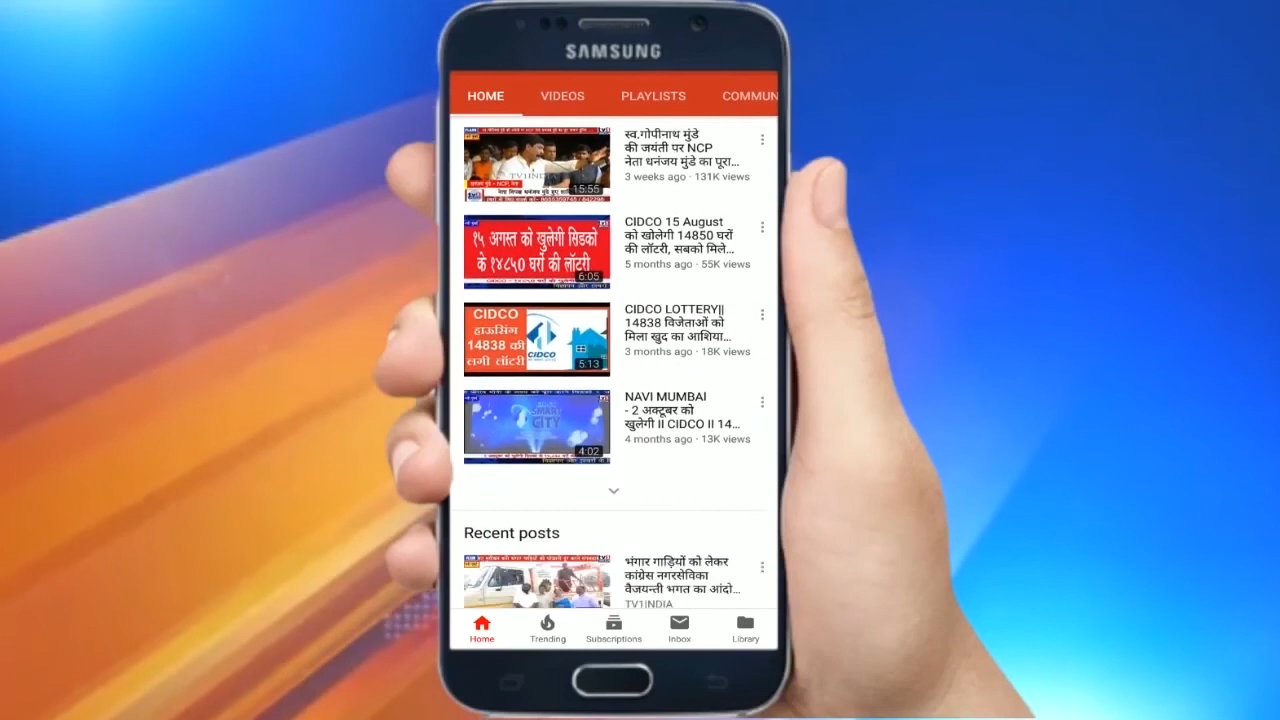 SAMSUNG
HOME VIDEOS PLAYLISTS COMMUN
TV1INDIA
15:55
स्व.गोपीनाथ मुंडे
की जयंती पर NCP
नेता धनंजय मुंडे का पूरा...
3 weeks ago · 131K views
१५ अगस्त को खुलेगी सिडको
के १४८५० घरों की लॉटरी
6:05
CIDCO 15 August
को खोलेगी 14850 घरों
की लॉटरी, सबको मिले...
5 months ago · 55K views
CIDCO
हाऊसिंग
14838 की
लगी लॉटरी
CIDCO
5:13
CIDCO LOTTERY||
14838 विजेताओं को
मिला खुद का आशिया...
3 months ago · 18K views
SMART
CITY
4:02
NAVI MUMBAI
- 2 अक्टूबर को
खुलेगी II CIDCO II 14...
4 months ago · 13K views
Recent posts
भंगार गाड़ियों को लेकर
कांग्रेस नगरसेविका
वैजयन्ती भगत का आंदो...
TV1INDIA
Home Trending Subscriptions Inbox Library